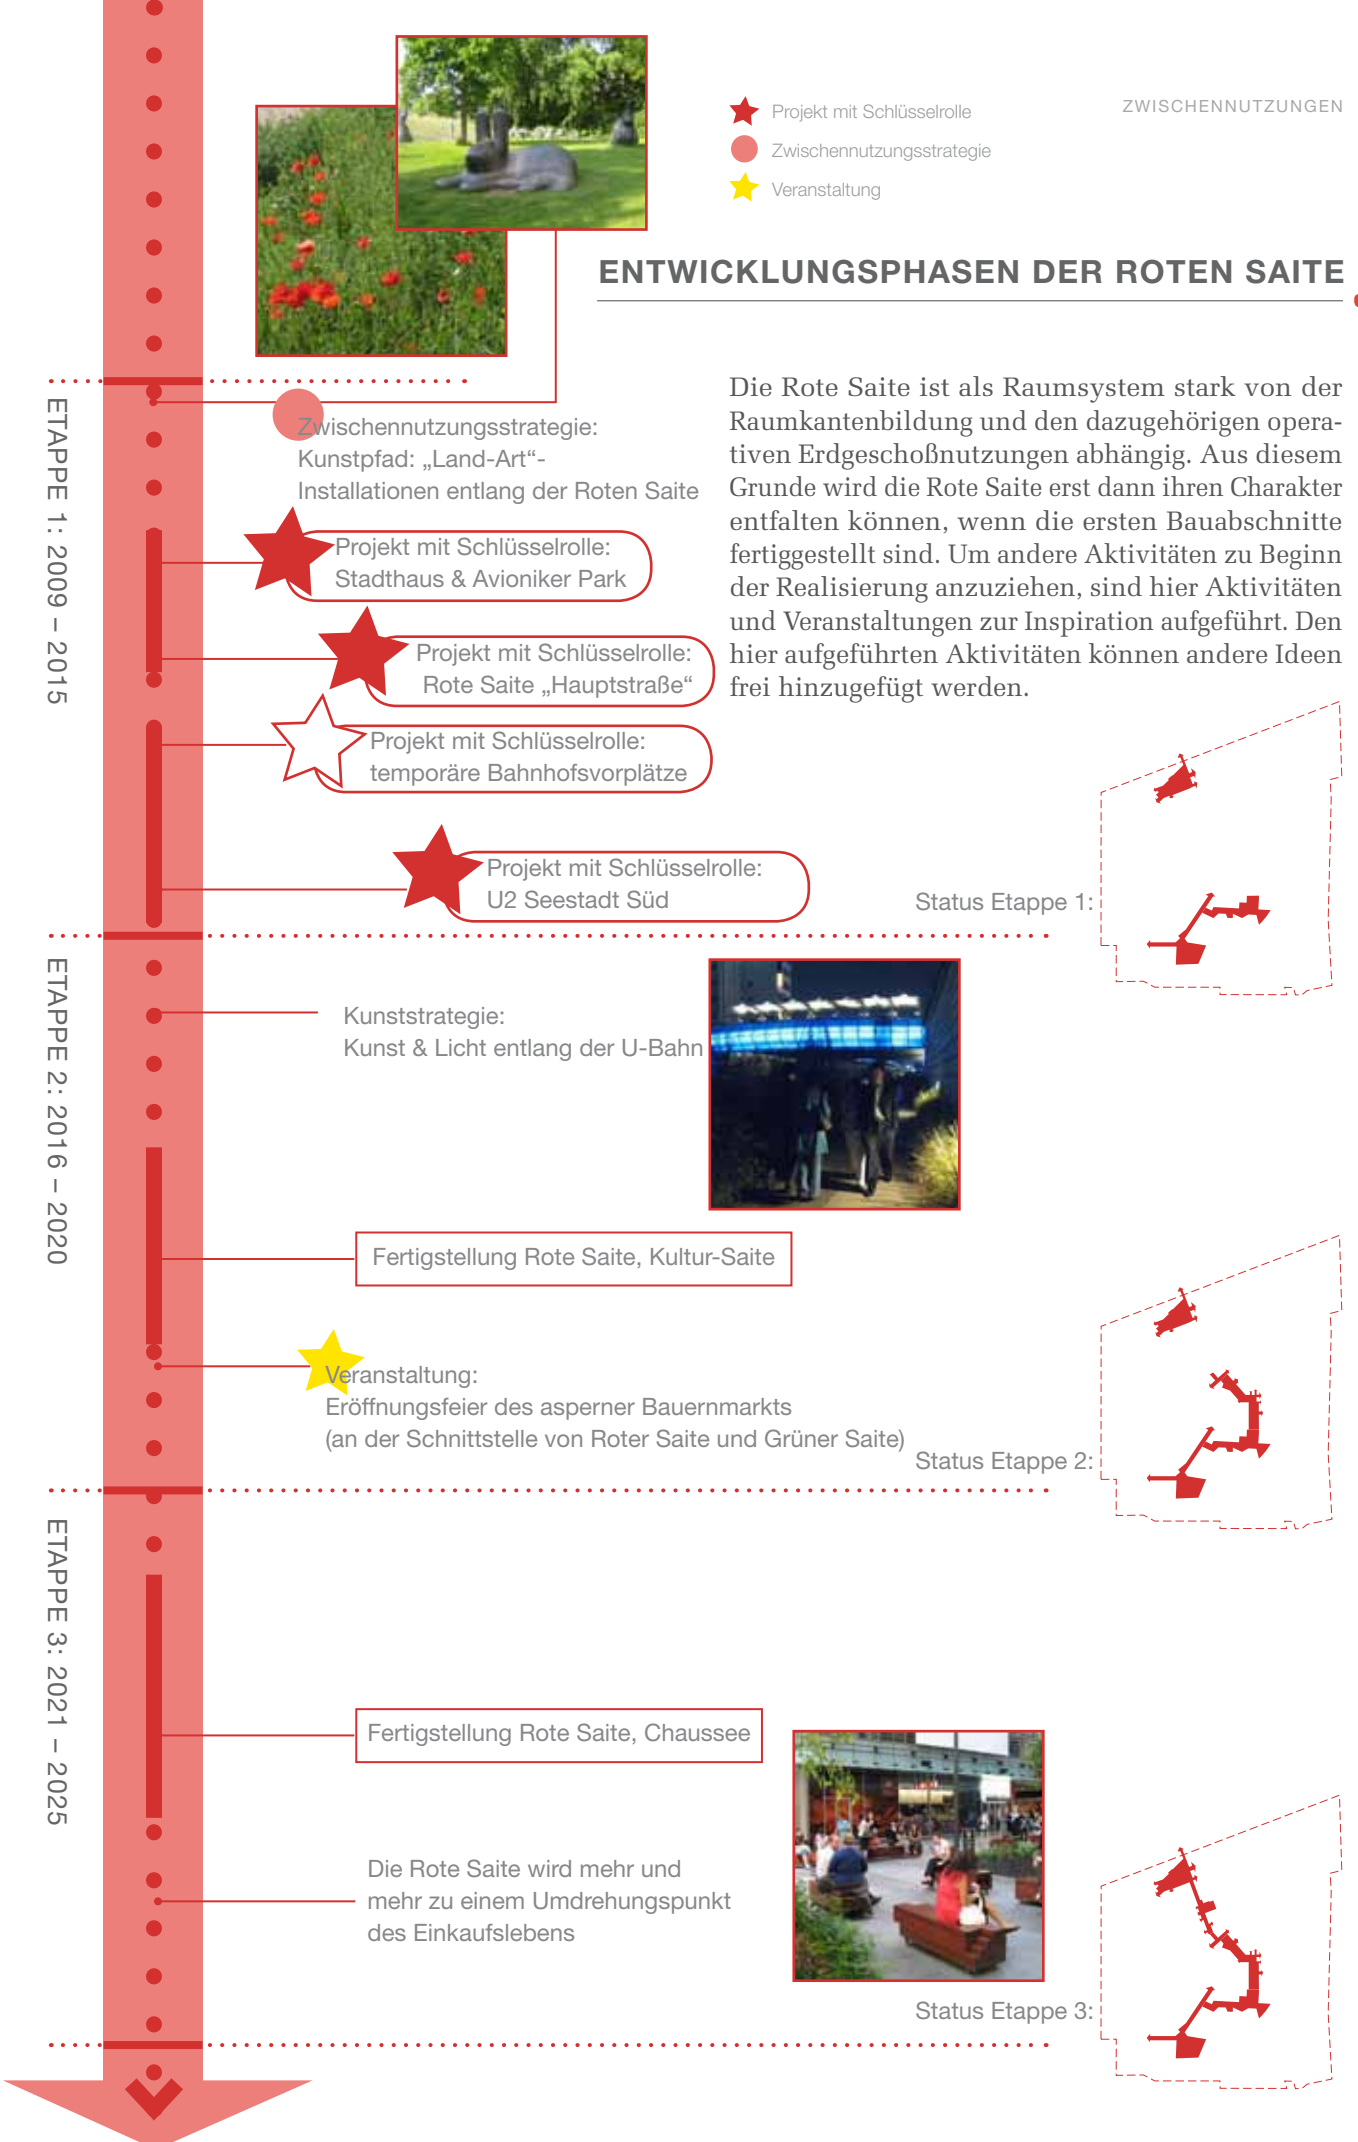 Projekt mit Schlüsselrolle
Zwischennutzungsstrategie
Veranstaltung
ZWISCHENNUTZUNGEN
ENTWICKLUNGSPHASEN DER ROTEN SAITE
Die Rote Saite ist als Raumsystem stark von der
Raumkantenbildung und den dazugehörigen opera-
tiven Erdgeschoßnutzungen abhängig. Aus diesem
Grunde wird die Rote Saite erst dann ihren Charakter
entfalten können, wenn die ersten Bauabschnitte
fertiggestellt sind. Um andere Aktivitäten zu Beginn
der Realisierung anzuziehen, sind hier Aktivitäten
und Veranstaltungen zur Inspiration aufgeführt. Den
hier aufgeführten Aktivitäten können andere Ideen
frei hinzugefügt werden.
ETAPPE 1: 2009 – 2015
Zwischennutzungsstrategie:
Kunstpfad: „Land-Art“-
Installationen entlang der Roten Saite
Projekt mit Schlüsselrolle:
Stadthaus & Avioniker Park
Projekt mit Schlüsselrolle:
Rote Saite „Hauptstraße“
Projekt mit Schlüsselrolle:
temporäre Bahnhofsvorplätze
Projekt mit Schlüsselrolle:
U2 Seestadt Süd
Status Etappe 1:
ETAPPE 2: 2016 – 2020
Kunststrategie:
Kunst & Licht entlang der U-Bahn
Fertigstellung Rote Saite, Kultur-Saite
Veranstaltung:
Eröffnungsfeier des asperner Bauernmarkts
(an der Schnittstelle von Roter Saite und Grüner Saite)
Status Etappe 2:
ETAPPE 3: 2021 – 2025
Fertigstellung Rote Saite, Chaussee
Die Rote Saite wird mehr und
mehr zu einem Umdrehungspunkt
des Einkaufslebens
Status Etappe 3: